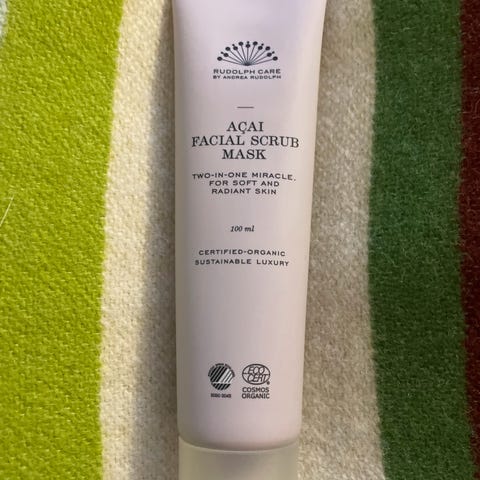 RUDOLPH CARE
BY ANDREA RUDOLPH
AÇAI
FACIAL SCRUB
MASK
TWO-IN-ONE MIRACLE.
FOR SOFT AND
RADIANT SKIN
100 ml
CERTIFIED-ORGANIC
SUSTAINABLE LUXURY
ECO
CERT
COSMOS
ORGANIC